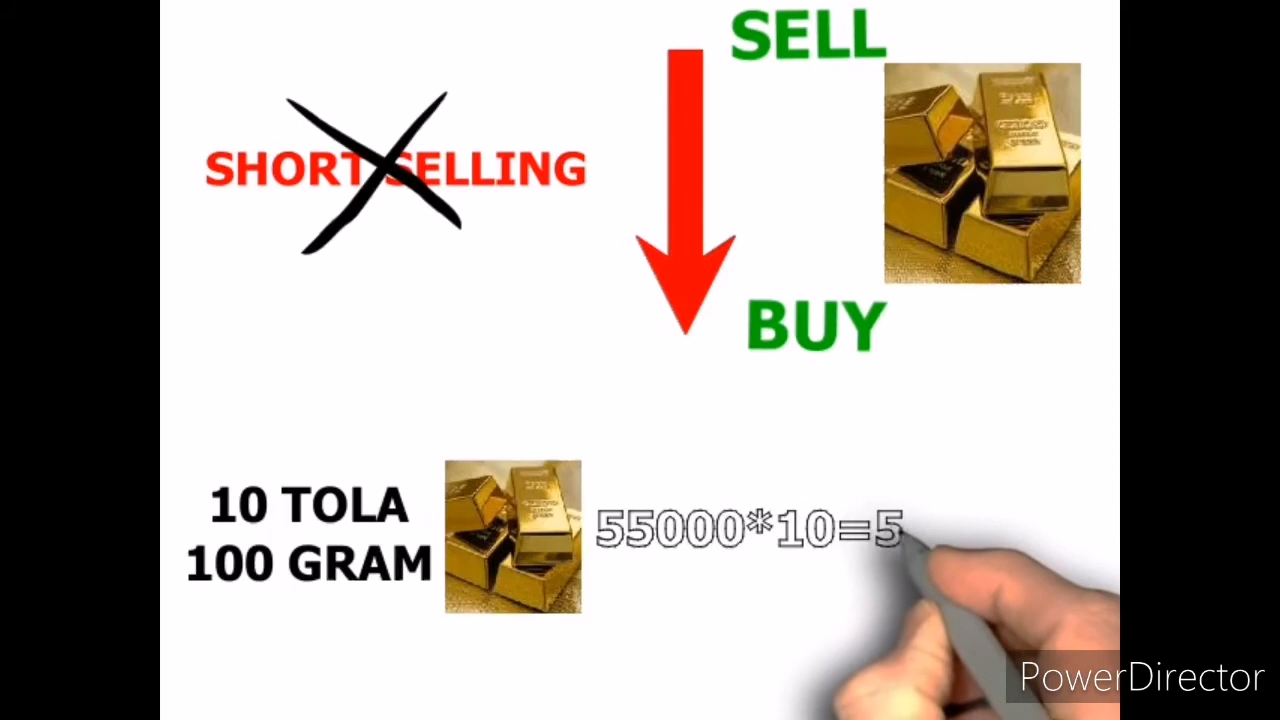 SELL
SHORT SELLING
BUY
10 TOLA
100 GRAM
55000*10=5
PowerDirector